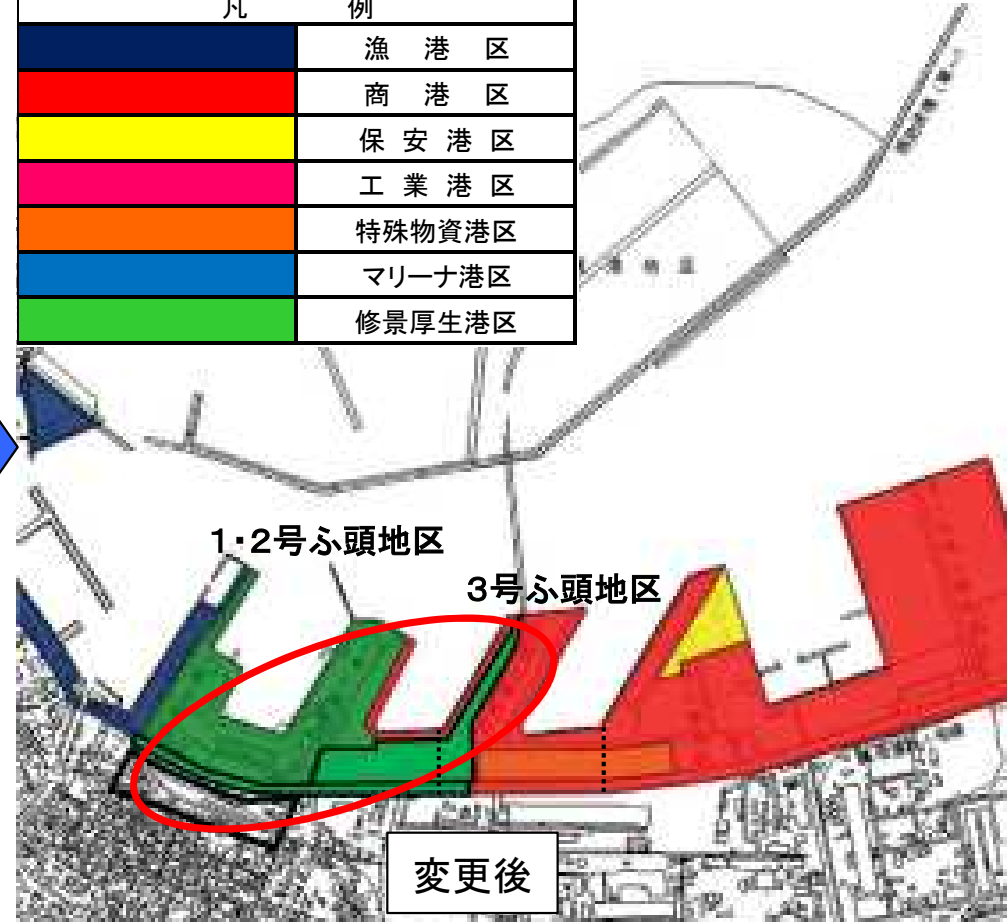 凡 例
漁 港 区
商 港 区
保 安 港 区
工 業 港 区
特殊物資港区
マリーナ港区
修景厚生港区
1・2号ふ頭地区
3号ふ頭地区
変更後